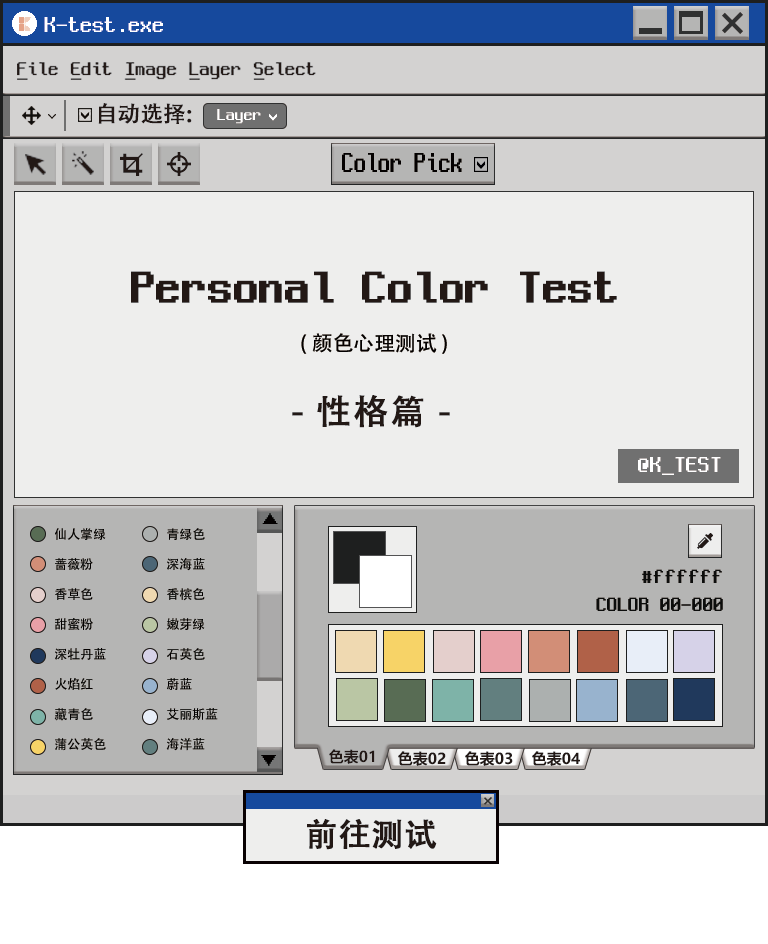 K-test.exe
File Edit Image Layer Select
自动选择: Layer
Color Pick
Personal Color Test
(颜色心理测试)
- 性格篇 -
@K_TEST
仙人掌绿 青绿色
蔷薇粉 深海蓝
香草色 香槟色
甜蜜粉 嫩芽绿
深牡丹蓝 石英色
火焰红 蔚蓝
藏青色 艾丽斯蓝
蒲公英色 海洋蓝
#ffffff
COLOR 00-000
色表01 色表02 色表03 色表04
前往测试